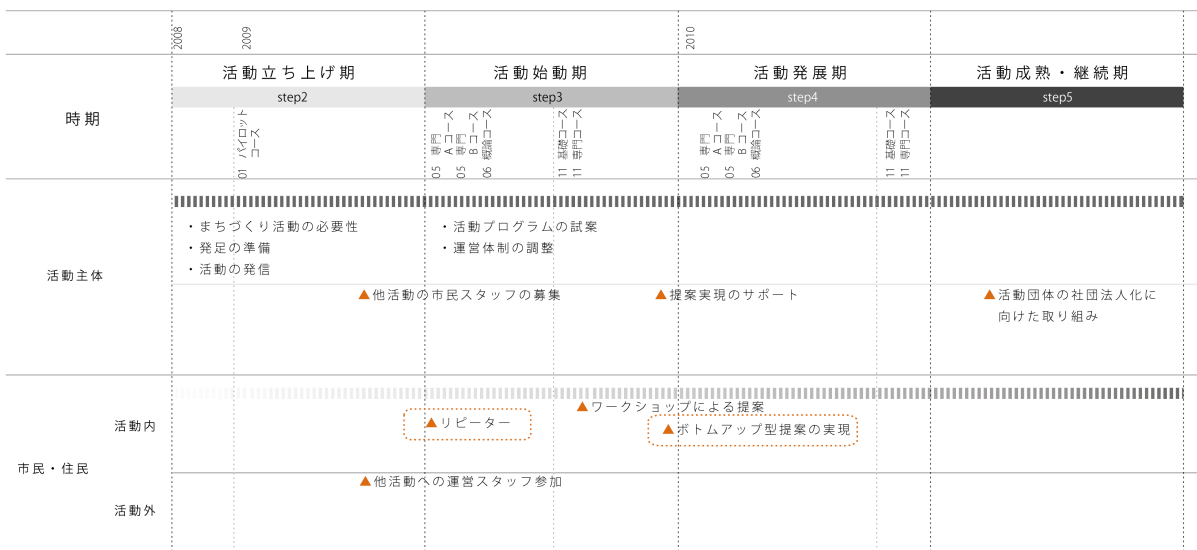 2008
2009
2010
時期
活動立ち上げ期
活動始動期
活動発展期
活動成熟・継続期
step2
step3
step4
step5
01 パイロット
コース
05 専門
A コース
05 専門
B コース
06 概論コース
11 基礎コース
11 専門コース
05 専門
A コース
05 専門
B コース
06 概論コース
11 基礎コース
11 専門コース
活動主体
・まちづくり活動の必要性
・発足の準備
・活動の発信
・活動プログラムの試案
・運営体制の調整
▲他活動の市民スタッフの募集
▲提案実現のサポート
▲活動団体の社団法人化に
向けた取り組み
市民・住民
活動内
▲ワークショップによる提案
▲リピーター
▲ボトムアップ型提案の実現
▲他活動への運営スタッフ参加
活動外